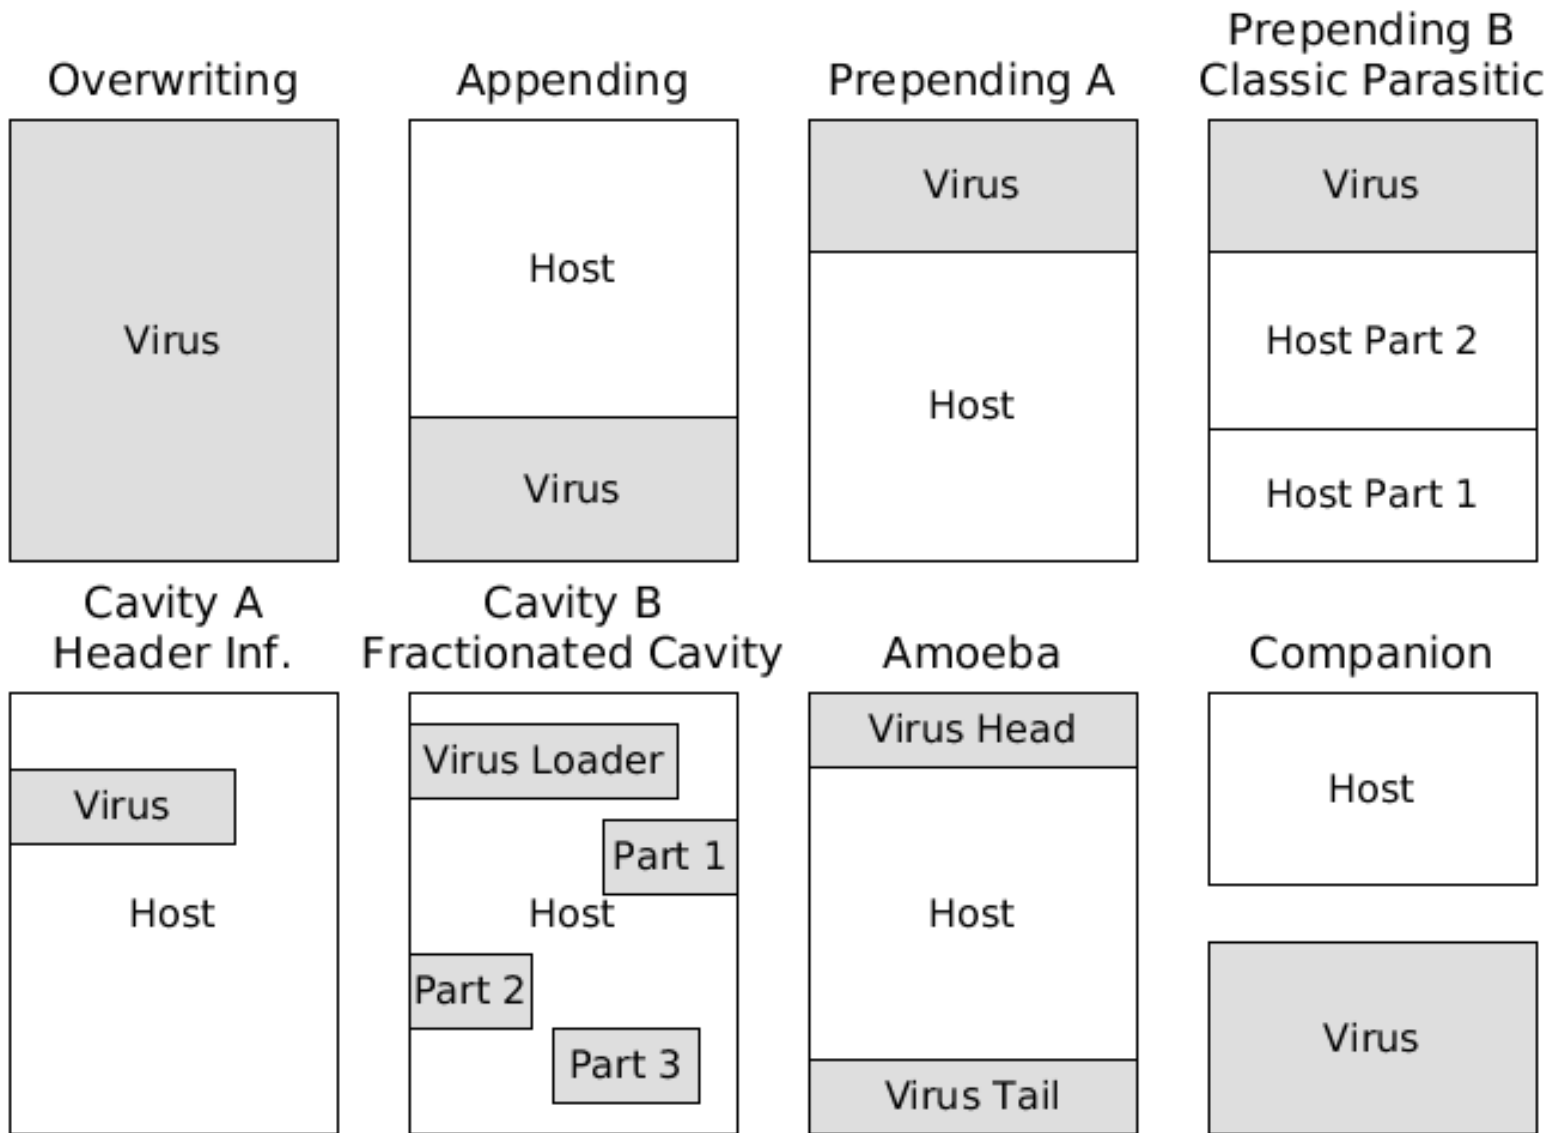 Overwriting
Virus
Appending
Host
Virus
Prepending A
Virus
Host
Prepending B
Classic Parasitic
Virus
Host Part 2
Host Part 1
Cavity A
Header Inf.
Virus
Host
Cavity B
Fractionated Cavity
Virus Loader
Part 1
Host
Part 2
Part 3
Amoeba
Virus Head
Host
Virus Tail
Companion
Host
Virus